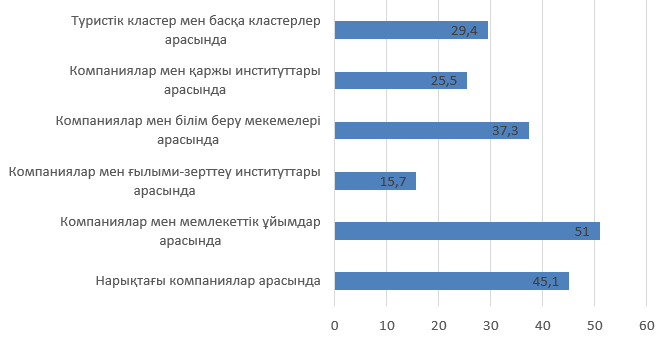 Туристік кластер мен басқа кластерлер
арасында
29,4
Компаниялар мен қаржы институттары
арасында
25,5
Компаниялар мен білім беру мекемелері
арасында
37,3
Компаниялар мен ғылыми-зерттеу институттары
арасында
15,7
Компаниялар мен мемлекеттік ұйымдар
арасында
51
Нарықтағы компаниялар арасында
45,1
0 10 20 30 40 50 60